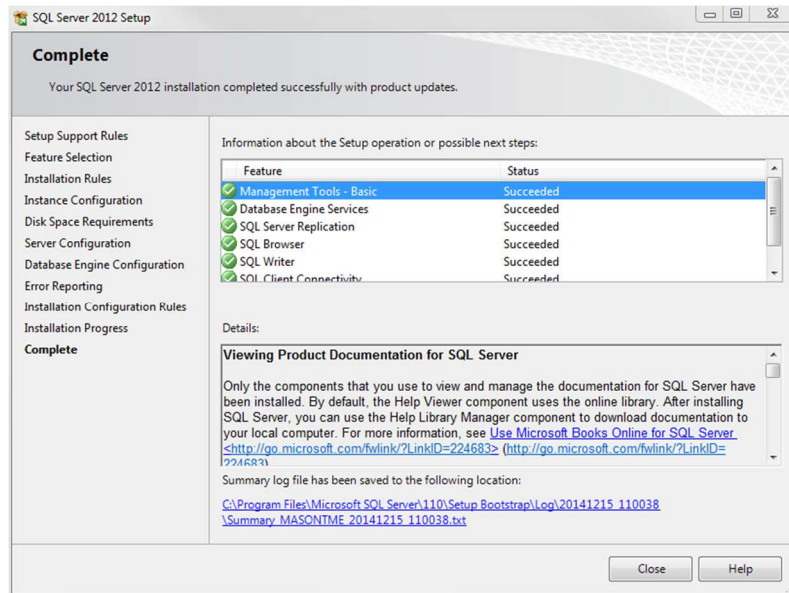 SQL Server 2012 Setup
Complete
Your SQL Server 2012 installation completed successfully with product updates.
Setup Support Rules
Feature Selection
Installation Rules
Instance Configuration
Disk Space Requirements
Server Configuration
Database Engine Configuration
Error Reporting
Installation Configuration Rules
Installation Progress
Complete
Information about the Setup operation or possible next steps:
Feature Status
Management Tools - Basic Succeeded
Database Engine Services Succeeded
SQL Server Replication Succeeded
SQL Browser Succeeded
SQL Writer Succeeded
SQL Client Connectivity Succeeded
Details:
Viewing Product Documentation for SQL Server
Only the components that you use to view and manage the documentation for SQL Server have
been installed. By default, the Help Viewer component uses the online library. After installing
SQL Server, you can use the Help Library Manager component to download documentation to
your local computer. For more information, see Use Microsoft Books Online for SQL Server
<http://go.microsoft.com/fwlink/?LinkID=224683> (http://go.microsoft.com/fwlink/?LinkID=
224683)
Summary log file has been saved to the following location:
C:\Program Files\Microsoft SQL Server\110\Setup Bootstrap\Log\20141215_110038
\Summary_MASONTME_20141215_110038.txt
Close Help